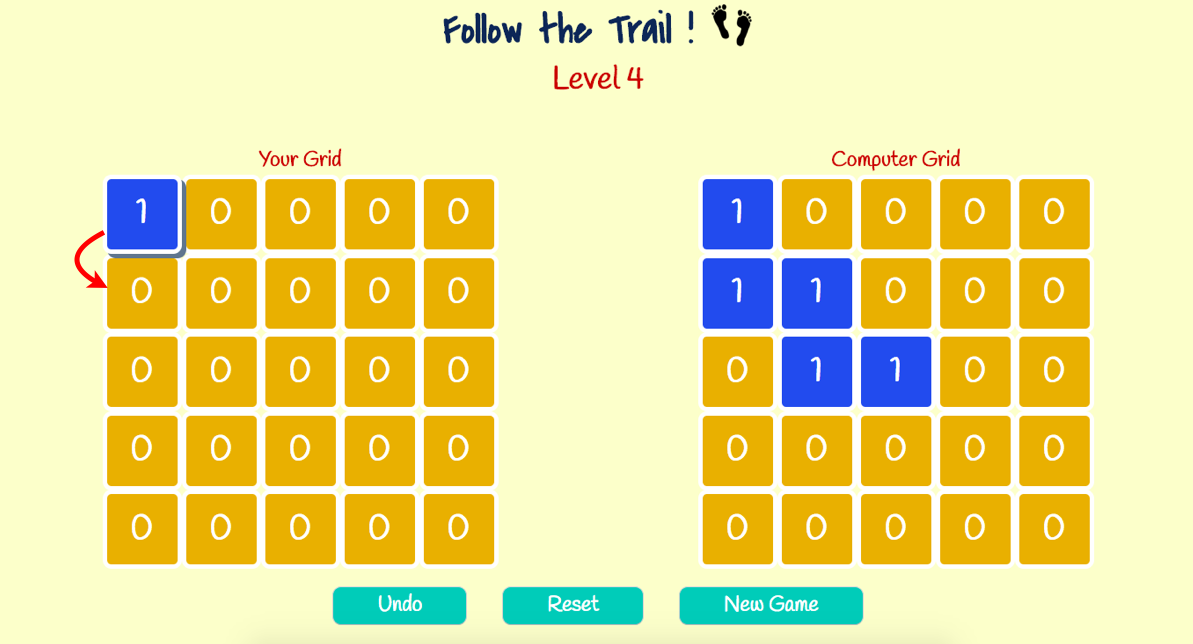 Follow the Trail !
Level 4
Your Grid
1 0 0 0 0
0 0 0 0 0
0 0 0 0 0
0 0 0 0 0
0 0 0 0 0
Computer Grid
1 0 0 0 0
1 1 0 0 0
0 1 1 0 0
0 0 0 0 0
0 0 0 0 0
Undo
Reset
New Game